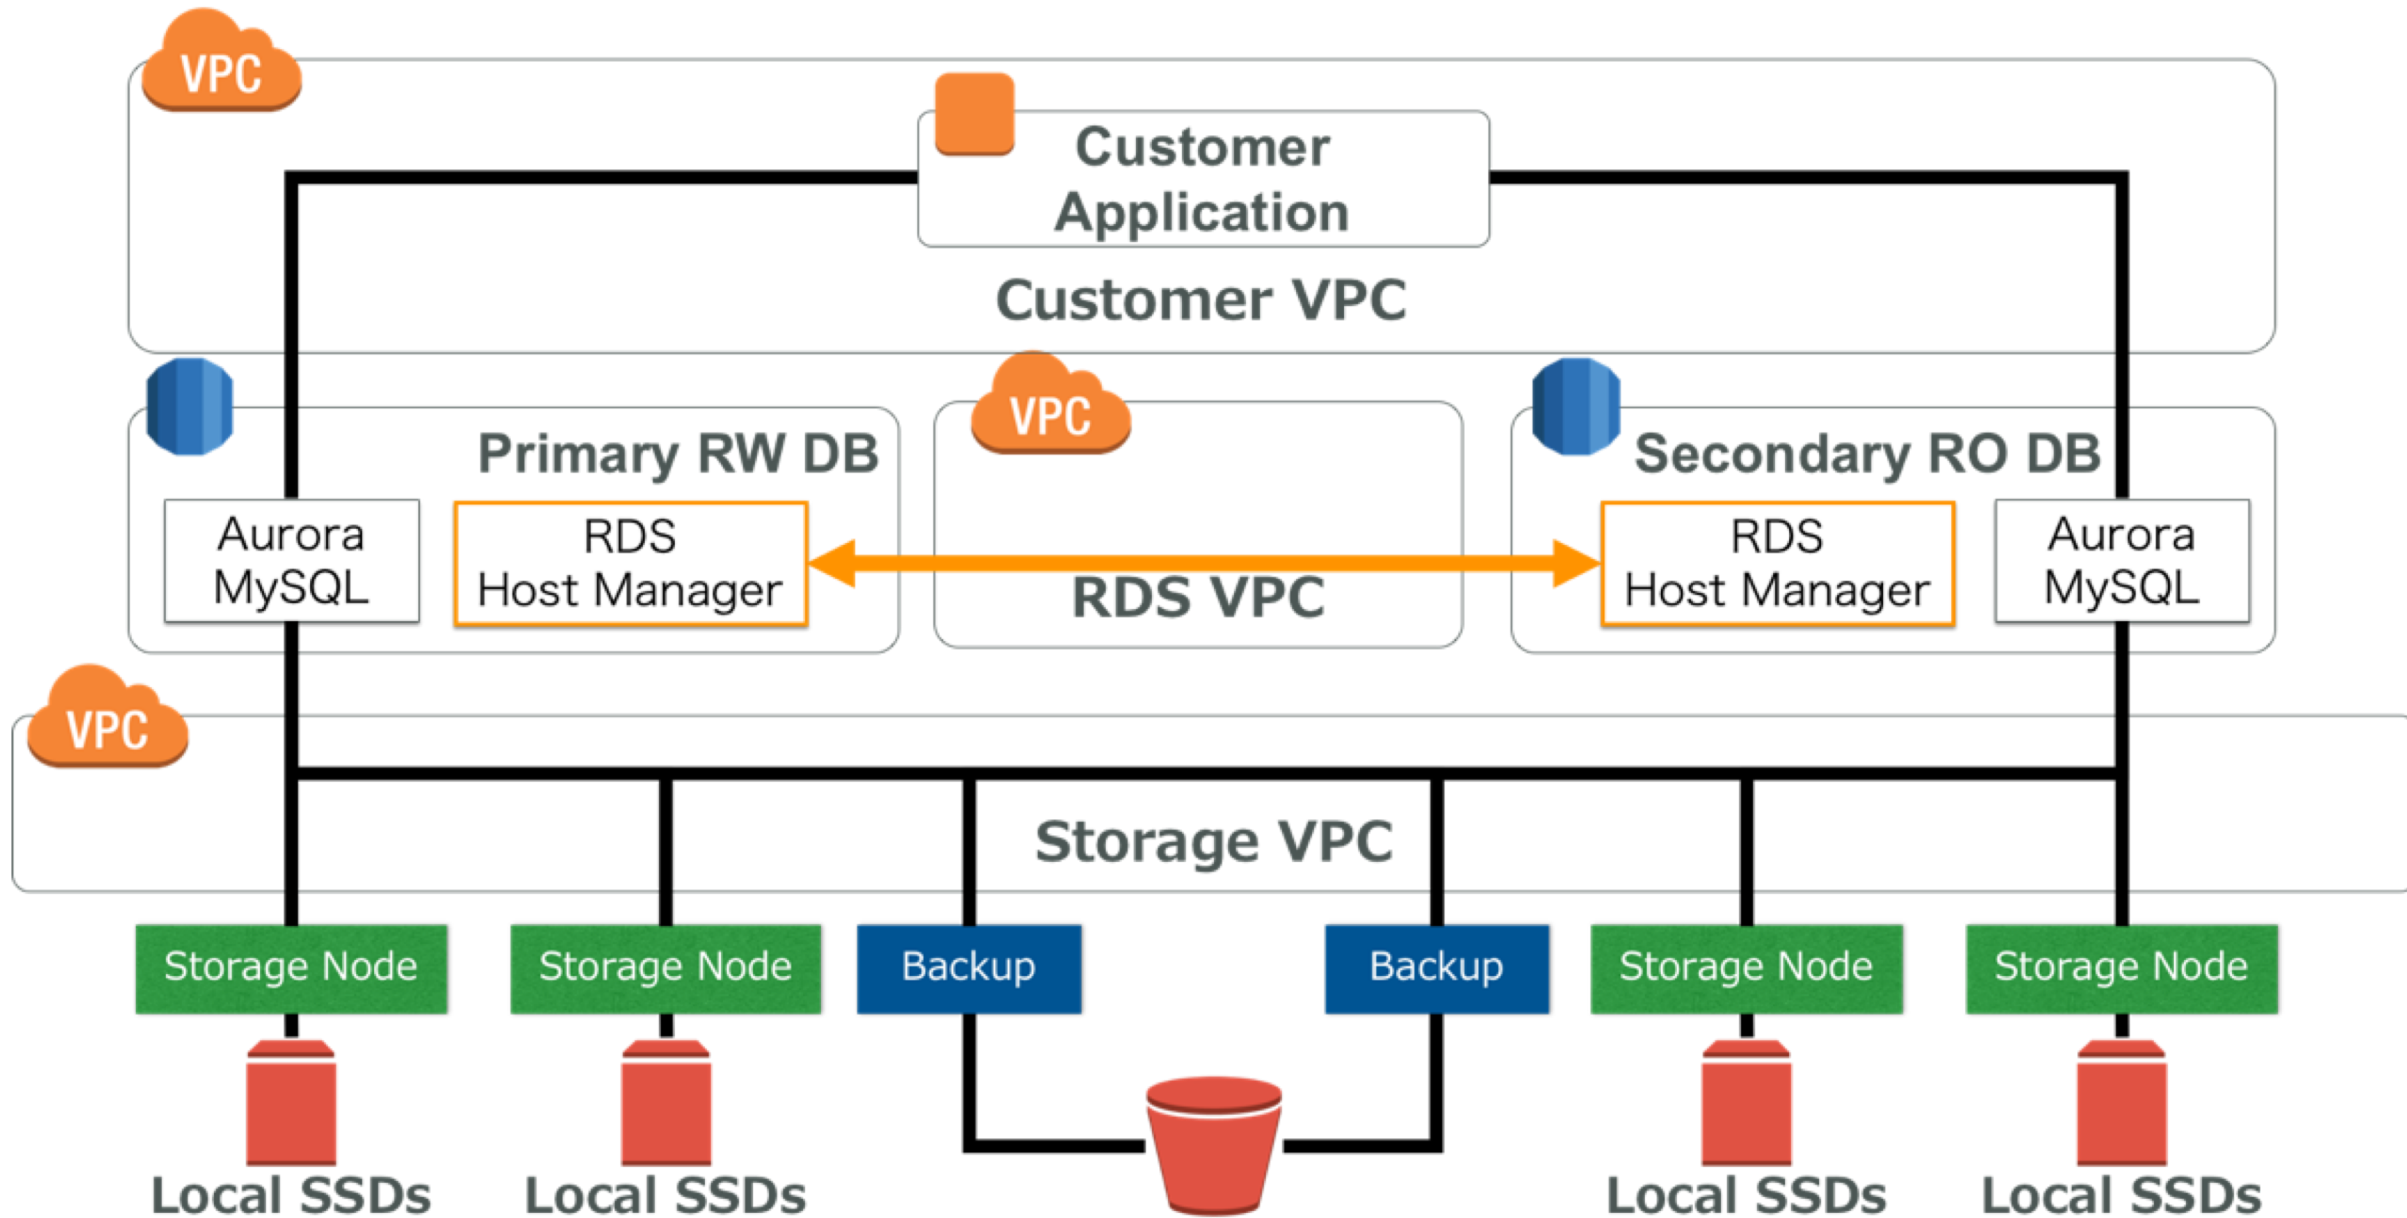 VPC
Customer
Application
Customer VPC
Primary RW DB
Aurora
MySQL
RDS
Host Manager
VPC
RDS VPC
Secondary RO DB
RDS
Host Manager
Aurora
MySQL
VPC
Storage VPC
Storage Node
Storage Node
Backup
Backup
Storage Node
Storage Node
Local SSDs
Local SSDs
Local SSDs
Local SSDs